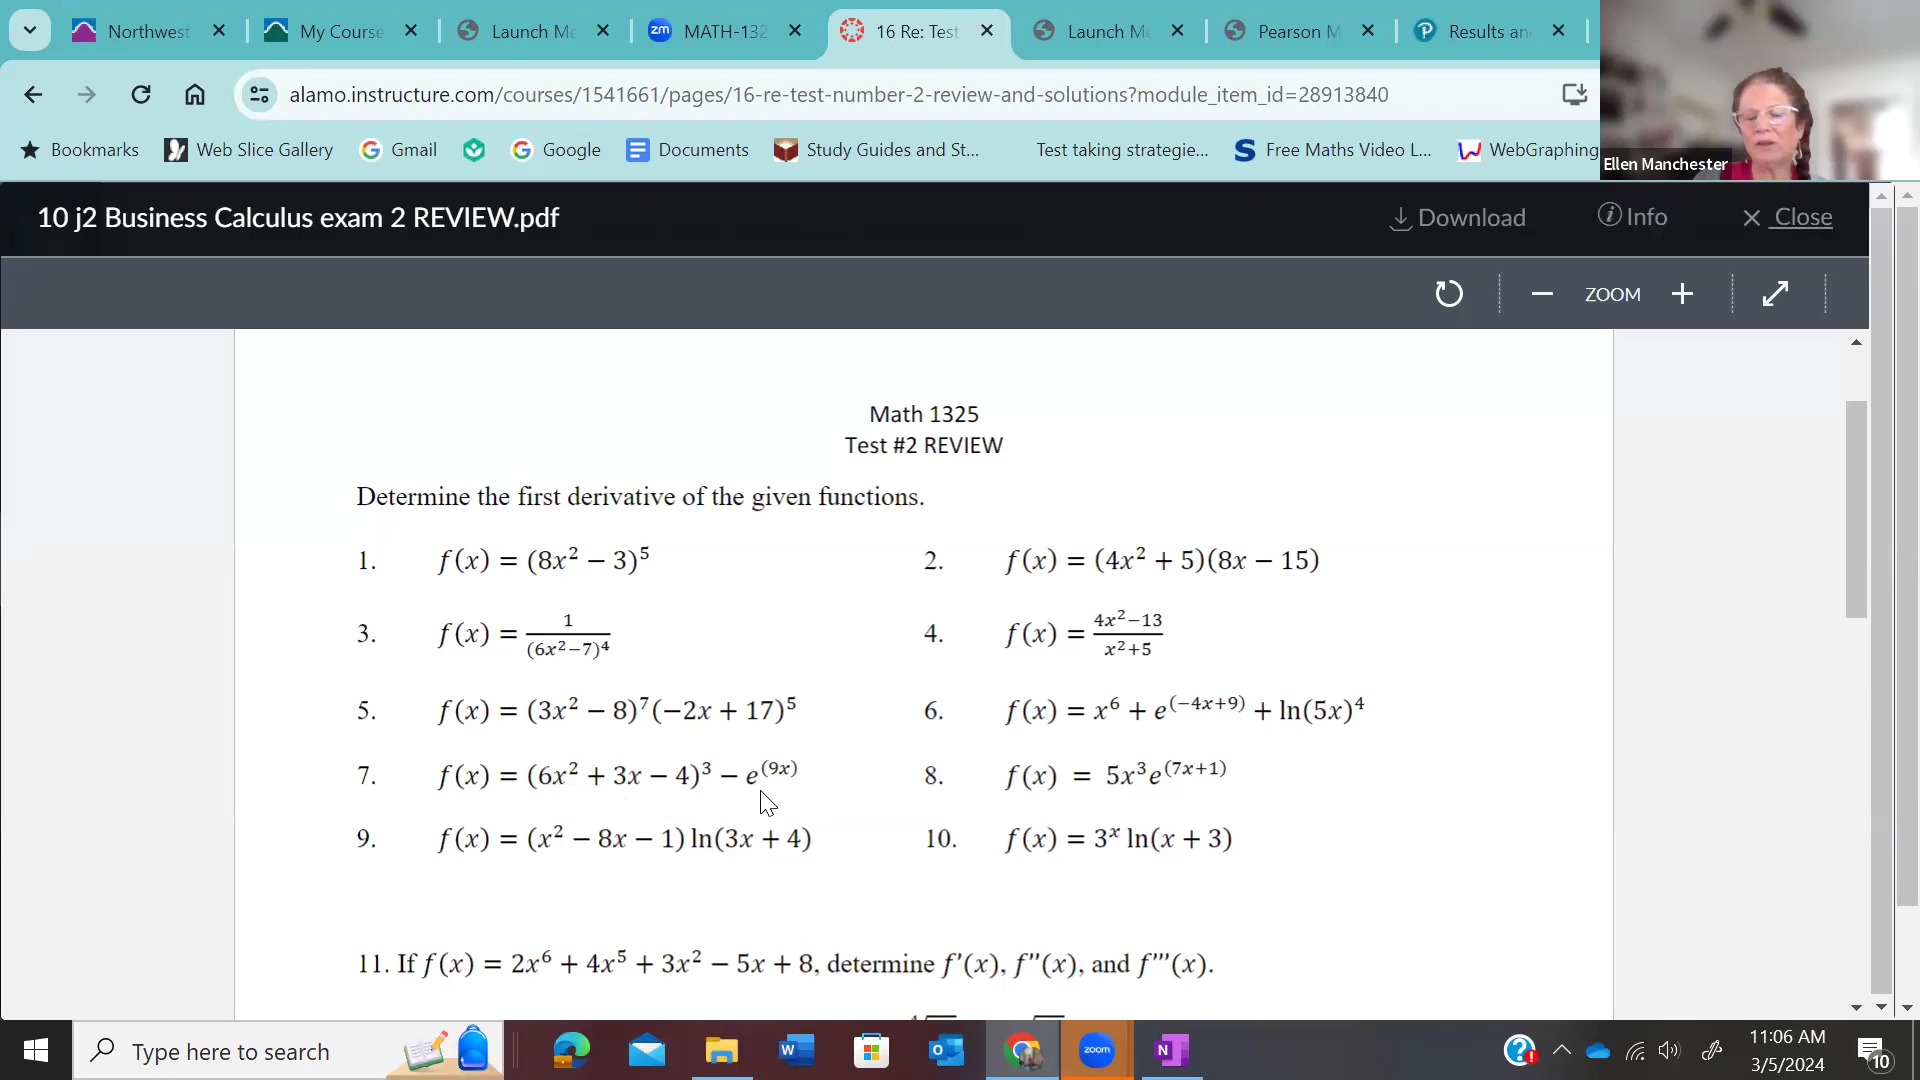 Northwest
My Course
Launch Me
MATH-132
16 Re: Test
Launch Me
Pearson M
Results an
alamo.instructure.com/courses/1541661/pages/16-re-test-number-2-review-and-solutions?module_item_id=28913840
Bookmarks
Web Slice Gallery
Gmail
Google
Documents
Study Guides and St...
Test taking strategie...
Free Maths Video L...
WebGraphing
Ellen Manchester
10 j2 Business Calculus exam 2 REVIEW.pdf
Download
Info
Close
ZOOM
Math 1325
Test #2 REVIEW
Determine the first derivative of the given functions.
1. f(x) = (8x² − 3)⁵
2. f(x) = (4x² + 5)(8x − 15)
3. f(x) = 1/(6x²−7)⁴
4. f(x) = (4x²−13)/(x²+5)
5. f(x) = (3x² − 8)⁷(−2x + 17)⁵
6. f(x) = x⁶ + e^(−4x+9) + ln(5x)⁴
7. f(x) = (6x² + 3x − 4)³ − e^(9x)
8. f(x) = 5x³e^(7x+1)
9. f(x) = (x² − 8x − 1) ln(3x + 4)
10. f(x) = 3ˣ ln(x + 3)
11. If f(x) = 2x⁶ + 4x⁵ + 3x² − 5x + 8, determine f'(x), f''(x), and f'''(x).
Type here to search
zoom
11:06 AM
3/5/2024
10